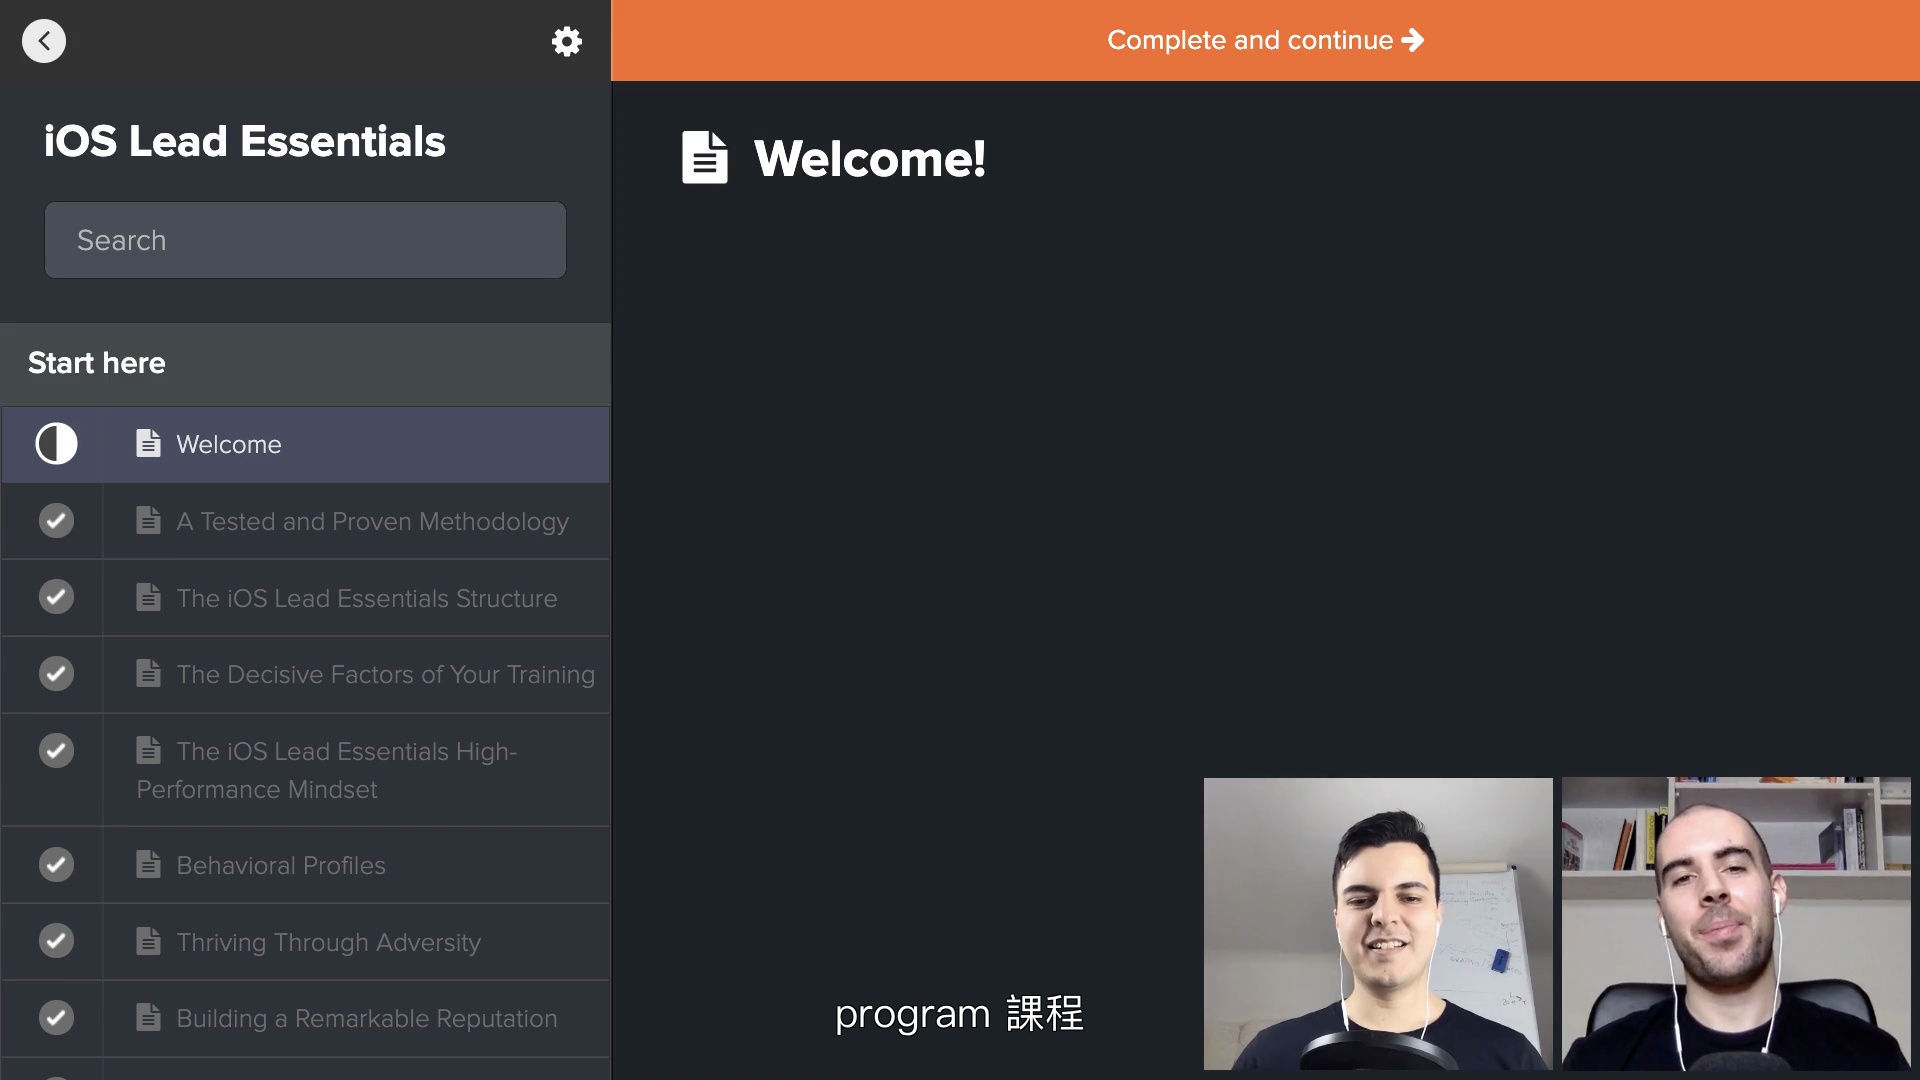 Complete and continue
iOS Lead Essentials
Search
Start here
Welcome
A Tested and Proven Methodology
The iOS Lead Essentials Structure
The Decisive Factors of Your Training
The iOS Lead Essentials High-
Performance Mindset
Behavioral Profiles
Thriving Through Adversity
Building a Remarkable Reputation
Welcome!
program 課程